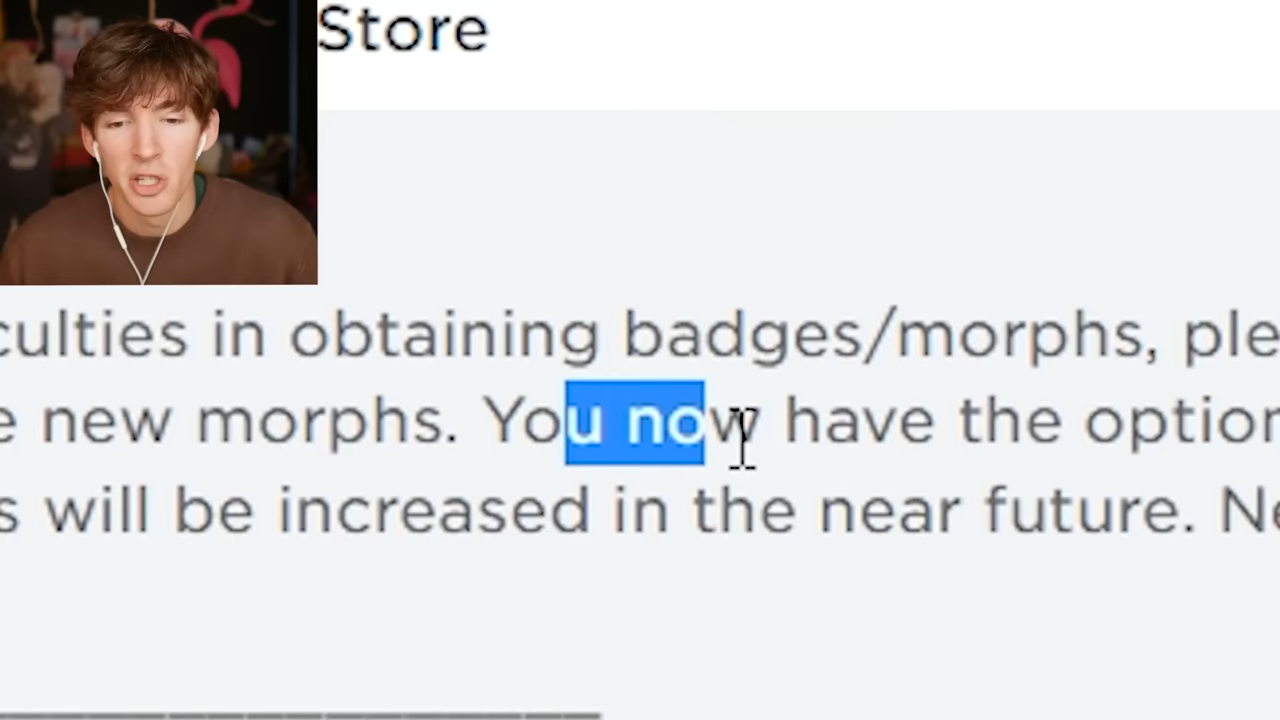 Store
culties in obtaining badges/morphs, ple
e new morphs. You now have the option
s will be increased in the near future. Ne